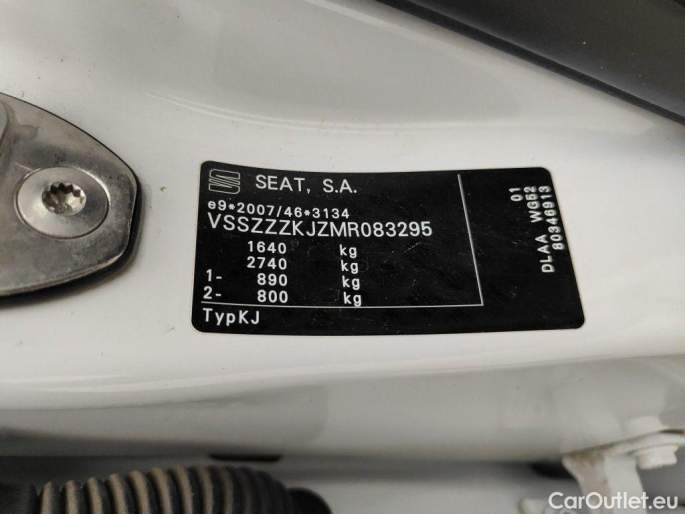 SEAT, S.A.
e9*2007/46*3134
VSSZZZKJZMR083295
1640 kg
2740 kg
1- 890 kg
2- 800 kg
TypKJ
01
DLAA WG52
80346913
CarOutlet.eu